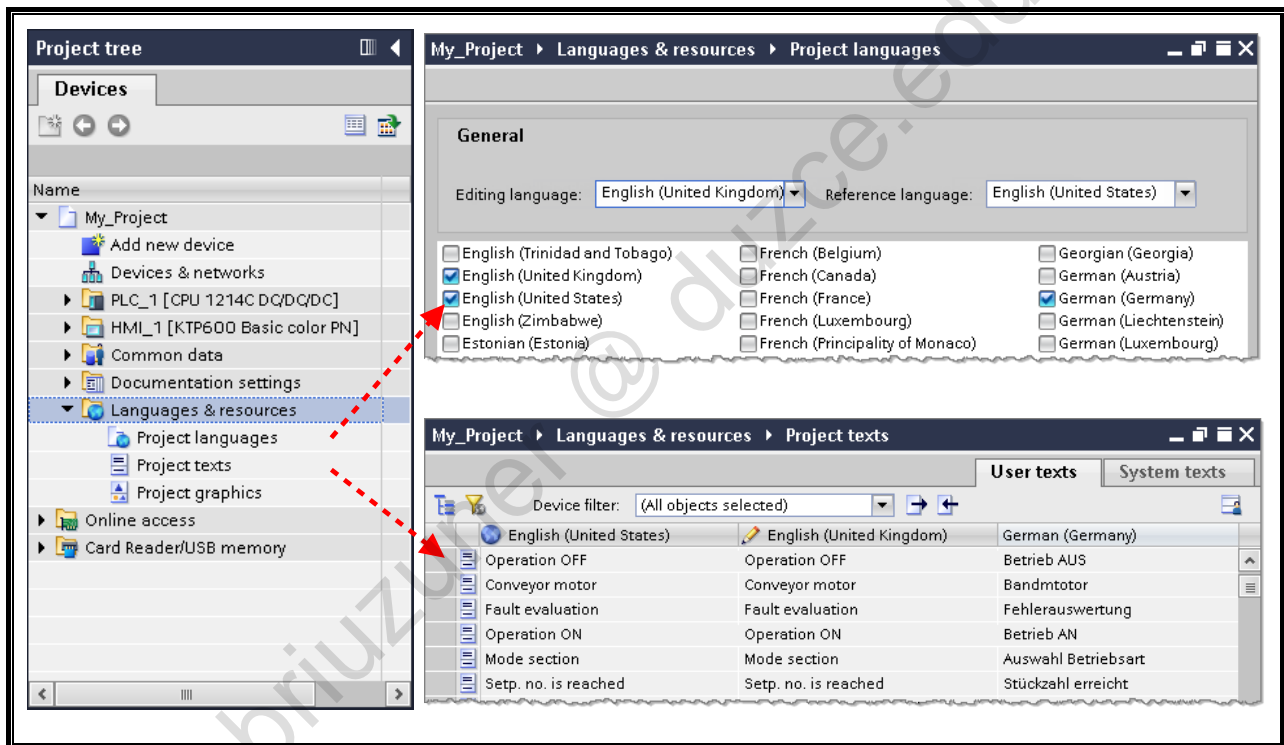 Project tree
Devices
Name
My_Project
Add new device
Devices & networks
PLC_1 [CPU 1214C DC/DC/DC]
HMI_1 [KTP600 Basic color PN]
Common data
Documentation settings
Languages & resources
Project languages
Project texts
Project graphics
Online access
Card Reader/USB memory
My_Project ▸ Languages & resources ▸ Project languages
General
Editing language: English (United Kingdom) Reference language: English (United States)
English (Trinidad and Tobago) French (Belgium) Georgian (Georgia)
English (United Kingdom) French (Canada) German (Austria)
English (United States) French (France) German (Germany)
English (Zimbabwe) French (Luxembourg) German (Liechtenstein)
Estonian (Estonia) French (Principality of Monaco) German (Luxembourg)
My_Project ▸ Languages & resources ▸ Project texts
User texts System texts
Device filter: (All objects selected)
English (United States) English (United Kingdom) German (Germany)
Operation OFF Operation OFF Betrieb AUS
Conveyor motor Conveyor motor Bandmtotor
Fault evaluation Fault evaluation Fehlerauswertung
Operation ON Operation ON Betrieb AN
Mode section Mode section Auswahl Betriebsart
Setp. no. is reached Setp. no. is reached Stückzahl erreicht
briuzuner @ duzce.edu